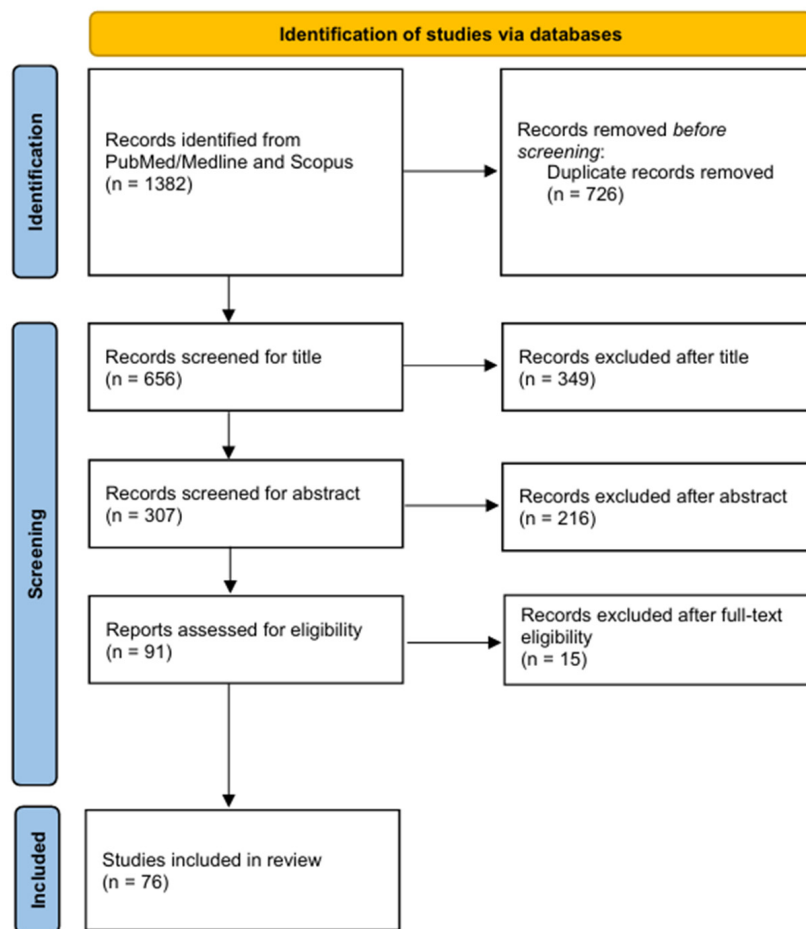 Identification of studies via databases
Identification
Records identified from
PubMed/Medline and Scopus
(n = 1382)
Records removed before
screening:
Duplicate records removed
(n = 726)
Screening
Records screened for title
(n = 656)
Records excluded after title
(n = 349)
Records screened for abstract
(n = 307)
Records excluded after abstract
(n = 216)
Reports assessed for eligibility
(n = 91)
Records excluded after full-text
eligibility
(n = 15)
Included
Studies included in review
(n = 76)